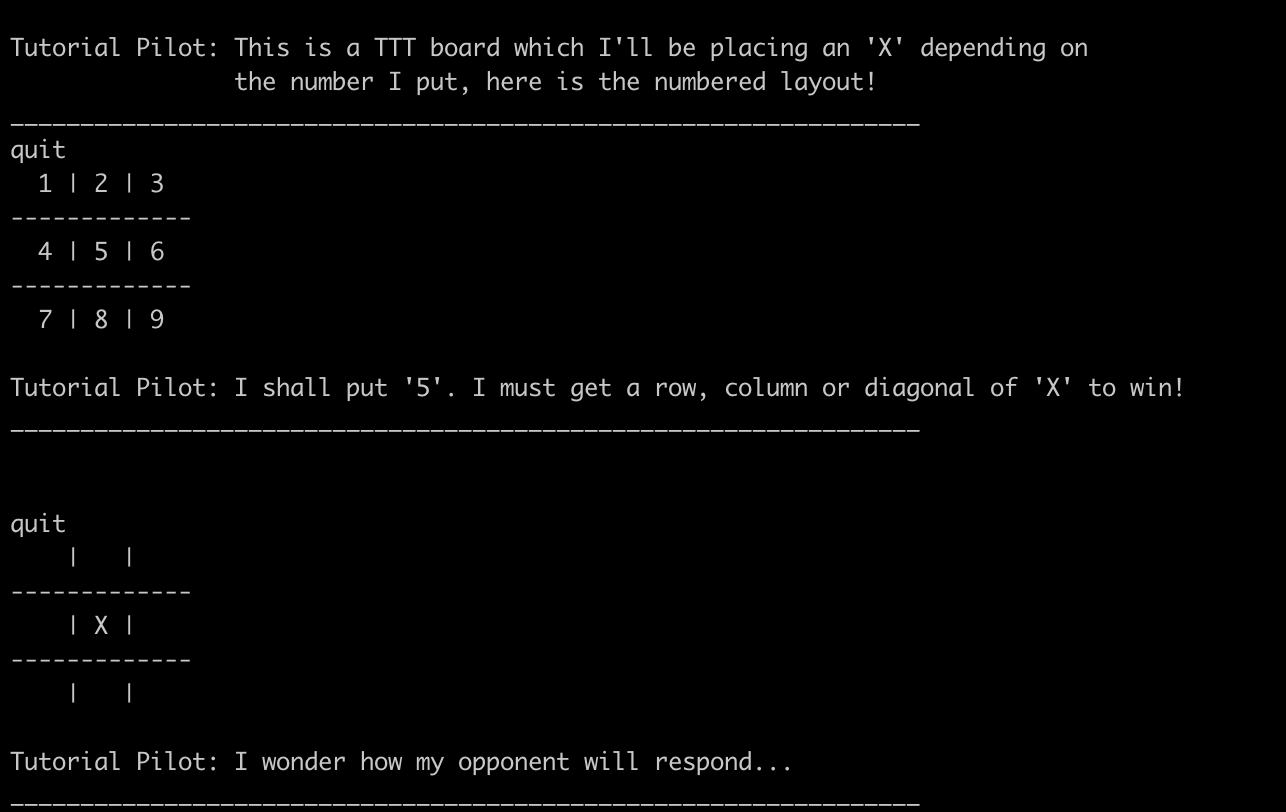 Tutorial Pilot: This is a TTT board which I'll be placing an 'X' depending on
the number I put, here is the numbered layout!
_________________________________________________________________
quit
  1 | 2 | 3
-------------
  4 | 5 | 6
-------------
  7 | 8 | 9
Tutorial Pilot: I shall put '5'. I must get a row, column or diagonal of 'X' to win!
_________________________________________________________________
quit
    |   |
-------------
    | X |
-------------
    |   |
Tutorial Pilot: I wonder how my opponent will respond...
_________________________________________________________________